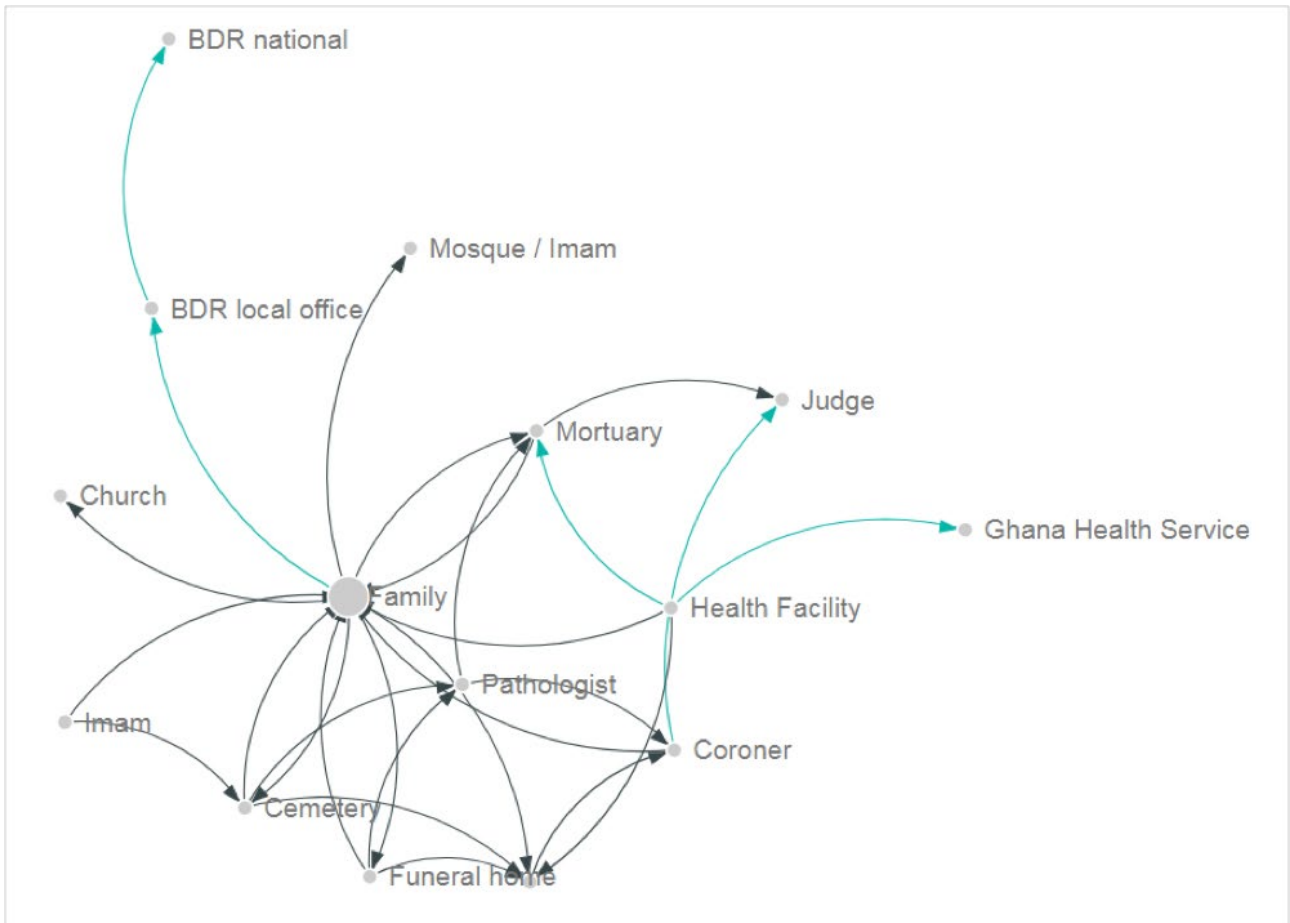 BDR national
Mosque / Imam
BDR local office
Judge
Mortuary
Church
Ghana Health Service
Family
Health Facility
Pathologist
Imam
Coroner
Cemetery
Funeral home